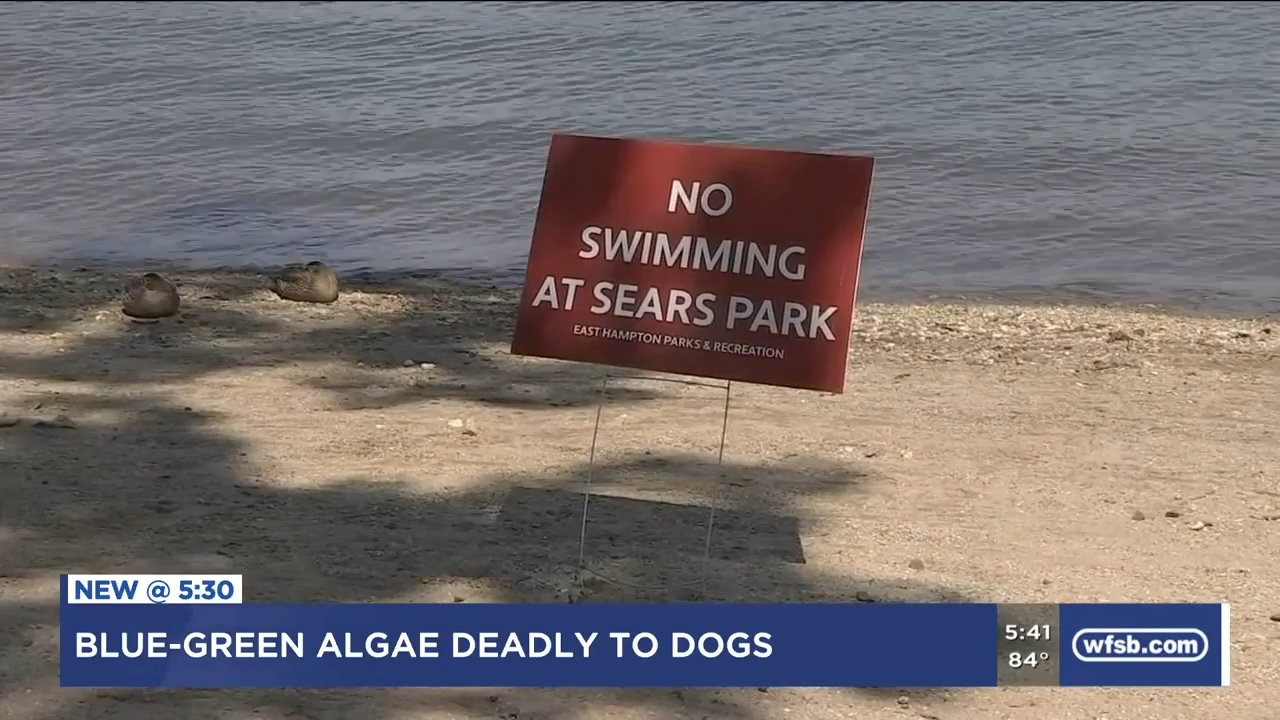 NO
SWIMMING
AT SEARS PARK
EAST HAMPTON PARKS & RECREATION
NEW @ 5:30
BLUE-GREEN ALGAE DEADLY TO DOGS
5:41
84°
wfsb.com